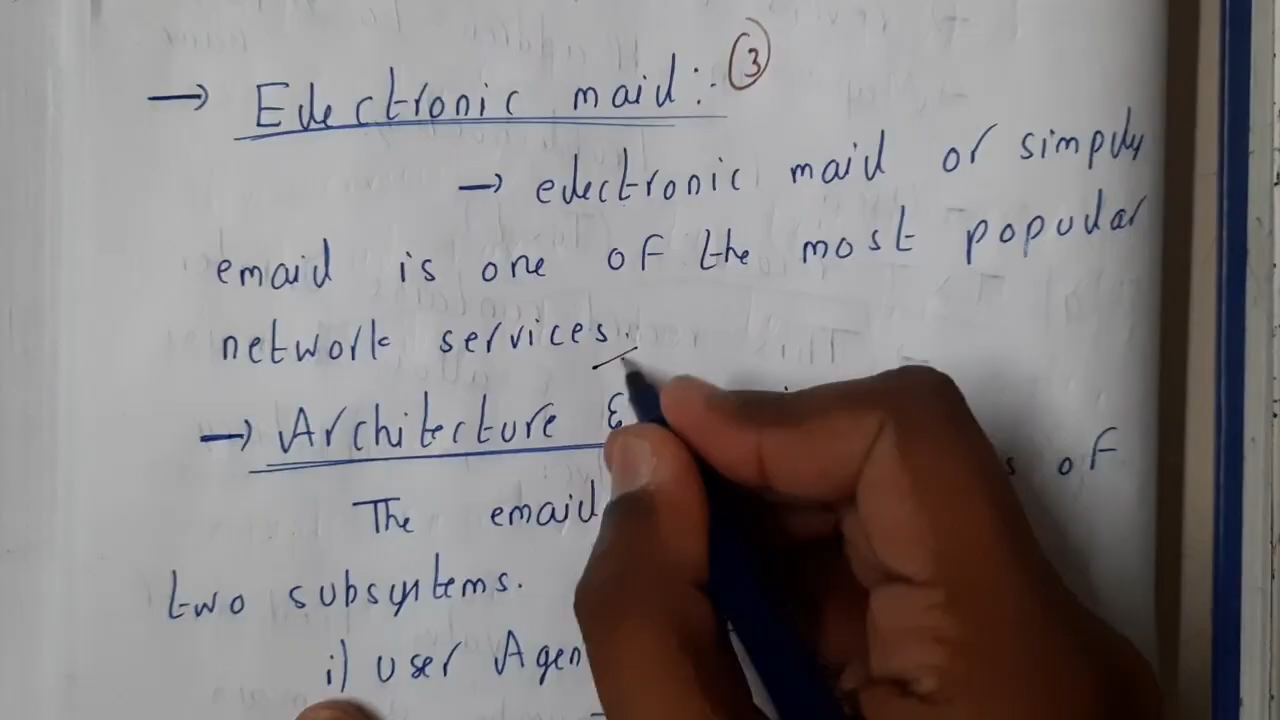 → Electronic mail :- ③
→ electronic mail or simply
email is one of the most popular
network services.
→ Architecture &
The email of
two subsystems.
i) user Agen